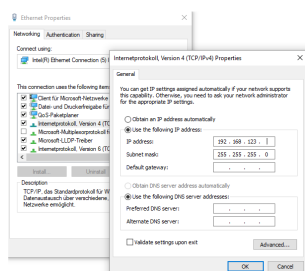 Ethernet Properties
Networking Authentication Sharing
Connect using:
Intel(R) Ethernet Connection (5) I
This connection uses the following item
Client für Microsoft-Netzwerke
Datei und Druckerfreigabe für
QoS-Paketplaner
Internetprotokoll, Version 4 (TC
Microsoft-Multiplexorprotokoll f
Microsoft-LLDP-Treiber
Internetprotokoll, Version 6 (TC
Install... Uninstall
Description
TCP/IP, das Standardprotokoll für W
Datenaustausch über verschiedene,
Netzwerke ermöglicht.
Internetprotokoll, Version 4 (TCP/IPv4) Properties
General
You can get IP settings assigned automatically if your network supports
this capability. Otherwise, you need to ask your network administrator
for the appropriate IP settings.
Obtain an IP address automatically
Use the following IP address:
IP address: 192 . 168 . 123 .
Subnet mask: 255 . 255 . 255 . 0
Default gateway: . . .
Obtain DNS server address automatically
Use the following DNS server addresses:
Preferred DNS server: . . .
Alternate DNS server: . . .
Validate settings upon exit
Advanced...
OK Cancel